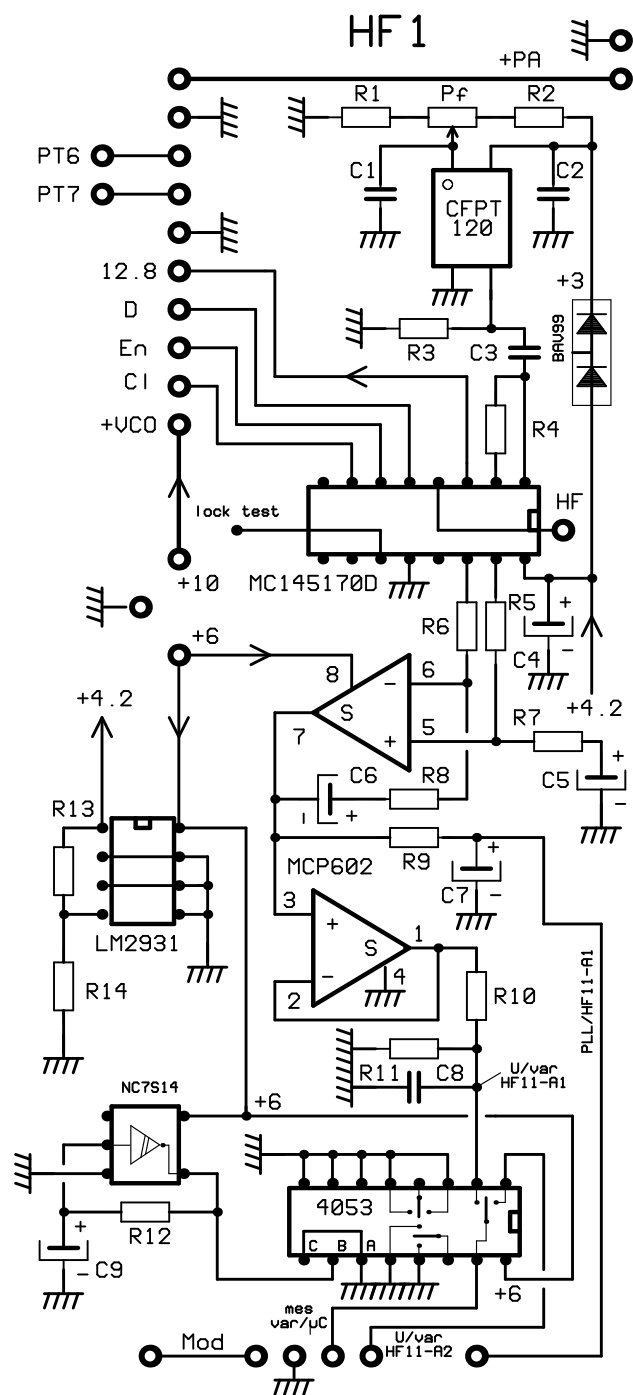 HF1
+PA
R1
Pf
R2
PT6
PT7
C1
C2
CFPT
120
12.8
D
En
Cl
+VCO
+3
BAV99
R3
C3
R4
lock test
HF
+10
MC145170D
R6
R5
+
C4
-
+6
8
6
-
S
7
5
+
+4.2
+4.2
R7
+
C5
-
C6
R8
-
+
R13
R9
+
MCP602
C7
-
LM2931
3
+
S
1
-
4
2
R14
R10
PLL/HF11-A1
R11
C8
U/var
HF11-A1
NC7S14
+6
4053
R12
+
-
C9
C
B
A
+6
mes
var/µC
Mod
U/var
HF11-A2